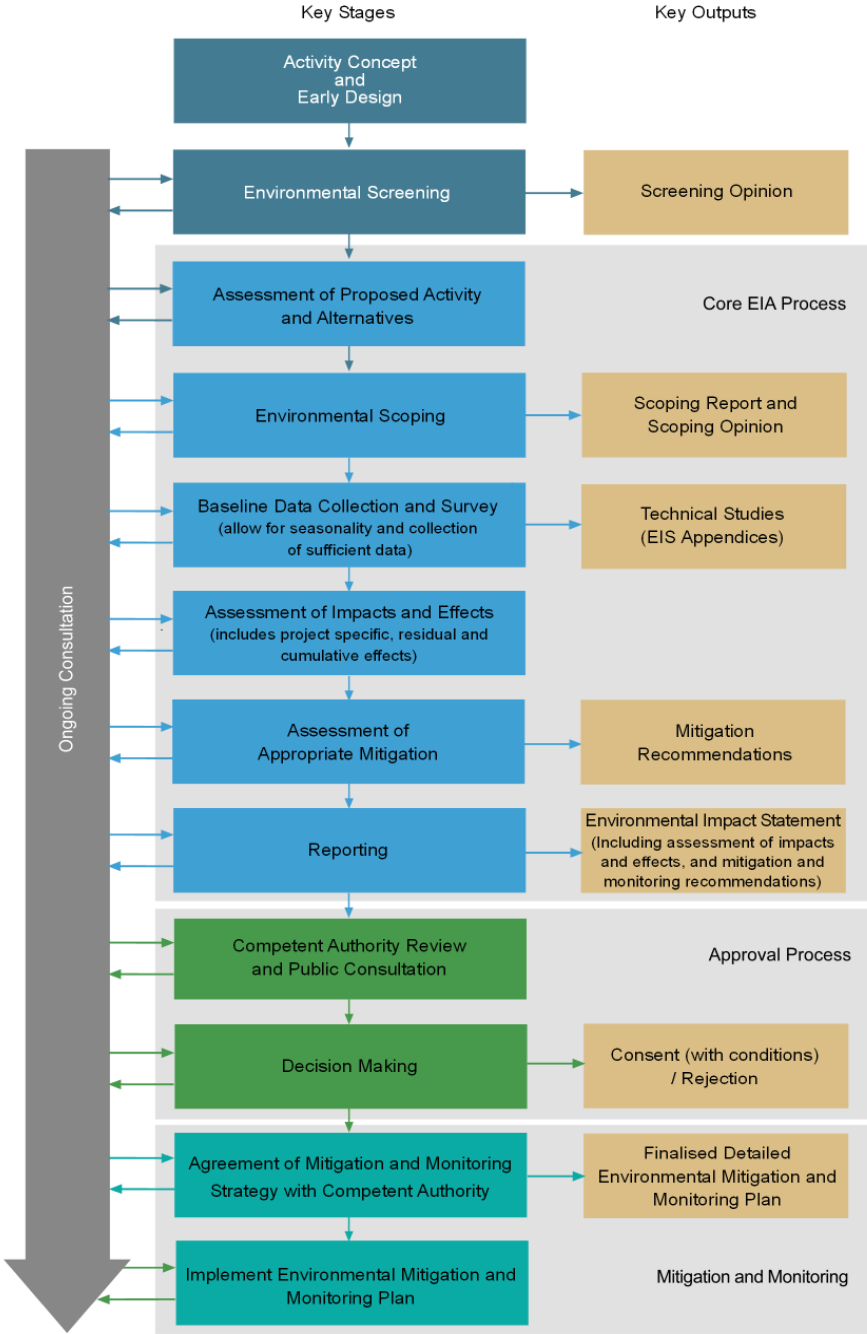 Key Stages
Key Outputs
Activity Concept
and
Early Design
Environmental Screening
Screening Opinion
Assessment of Proposed Activity
and Alternatives
Core EIA Process
Environmental Scoping
Scoping Report and
Scoping Opinion
Baseline Data Collection and Survey
(allow for seasonality and collection
of sufficient data)
Technical Studies
(EIS Appendices)
Ongoing Consultation
Assessment of Impacts and Effects
(includes project specific, residual and
cumulative effects)
Assessment of
Appropriate Mitigation
Mitigation
Recommendations
Reporting
Environmental Impact Statement
(Including assessment of impacts
and effects, and mitigation and
monitoring recommendations)
Competent Authority Review
and Public Consultation
Approval Process
Decision Making
Consent (with conditions)
/ Rejection
Agreement of Mitigation and Monitoring
Strategy with Competent Authority
Finalised Detailed
Environmental Mitigation and
Monitoring Plan
Implement Environmental Mitigation and
Monitoring Plan
Mitigation and Monitoring